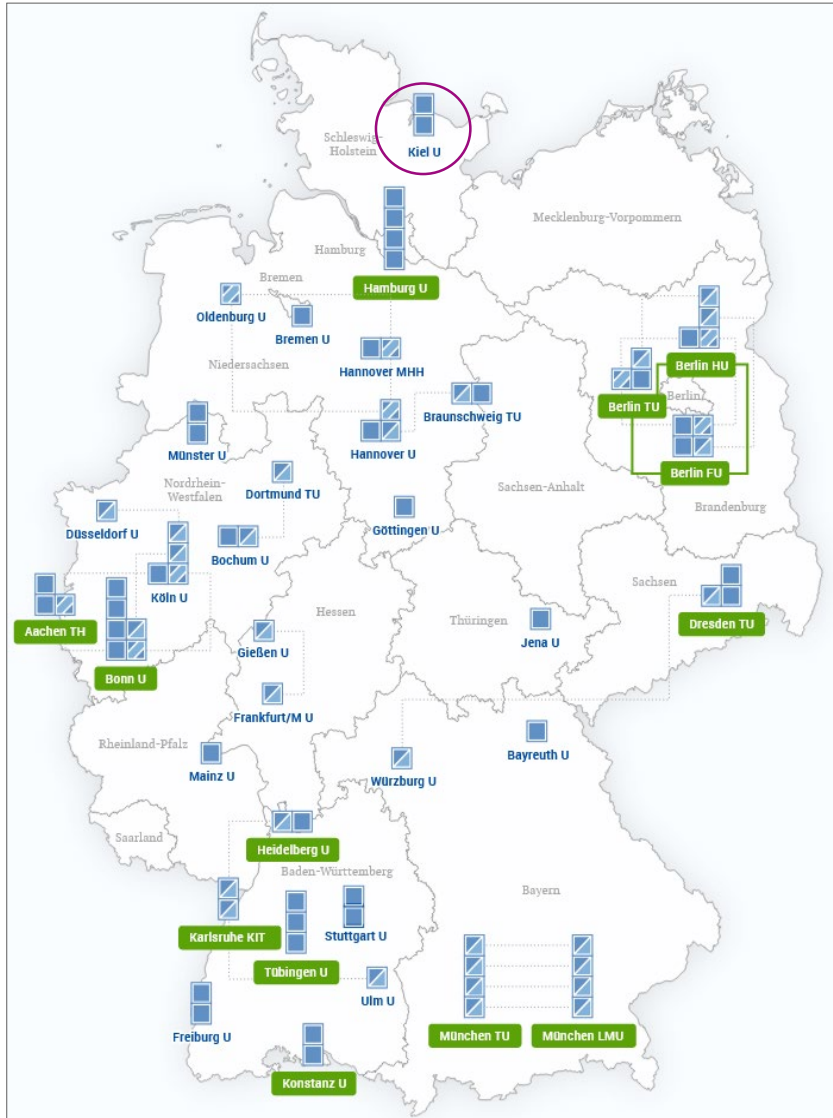 Schleswig-
Holstein
Kiel U
Mecklenburg-Vorpommern
Hamburg
Hamburg U
Bremen
Oldenburg U
Bremen U
Hannover MHH
Niedersachsen
Berlin HU
Berlin
Berlin TU
Braunschweig TU
Münster U
Hannover U
Berlin FU
Nordrhein-
Westfalen
Dortmund TU
Sachsen-Anhalt
Brandenburg
Düsseldorf U
Göttingen U
Bochum U
Köln U
Sachsen
Hessen
Thüringen
Aachen TH
Dresden TU
Gießen U
Jena U
Bonn U
Frankfurt/M U
Rheinland-Pfalz
Mainz U
Würzburg U
Bayreuth U
Saarland
Heidelberg U
Baden-Württemberg
Bayern
Karlsruhe KIT
Stuttgart U
Tübingen U
Ulm U
Freiburg U
München TU
München LMU
Konstanz U